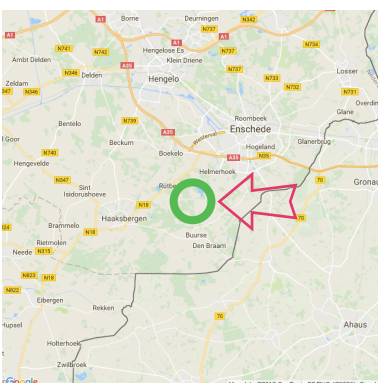 Borne
Deurningen
N342
N737
A1
A1
N741
N742
A35
Hengelose Es
N737
N734
Ambt Delden
Klein Driene
N346
Delden
N737
Losser
Hengelo
N733
Zeldam
N732
N346
N731
Overdin
Bentelo
N739
Roombeek
Glane
A35
Westerval
Enschede
Goor
Beckum
Glanerbrug
Hogeland
N740
Boekelo
A35
N35
Hengevelde
Helmerhoek
N347
Sint
Isidorushoeve
70
Gronau
N18
Haaksbergen
70
Brammelo
N18
Buurse
Rietmolen
Den Braam
Neede
N315
N823
N18
N822
Eibergen
Rekken
70
Ahaus
Holterhoek
Zwilbroek
Google